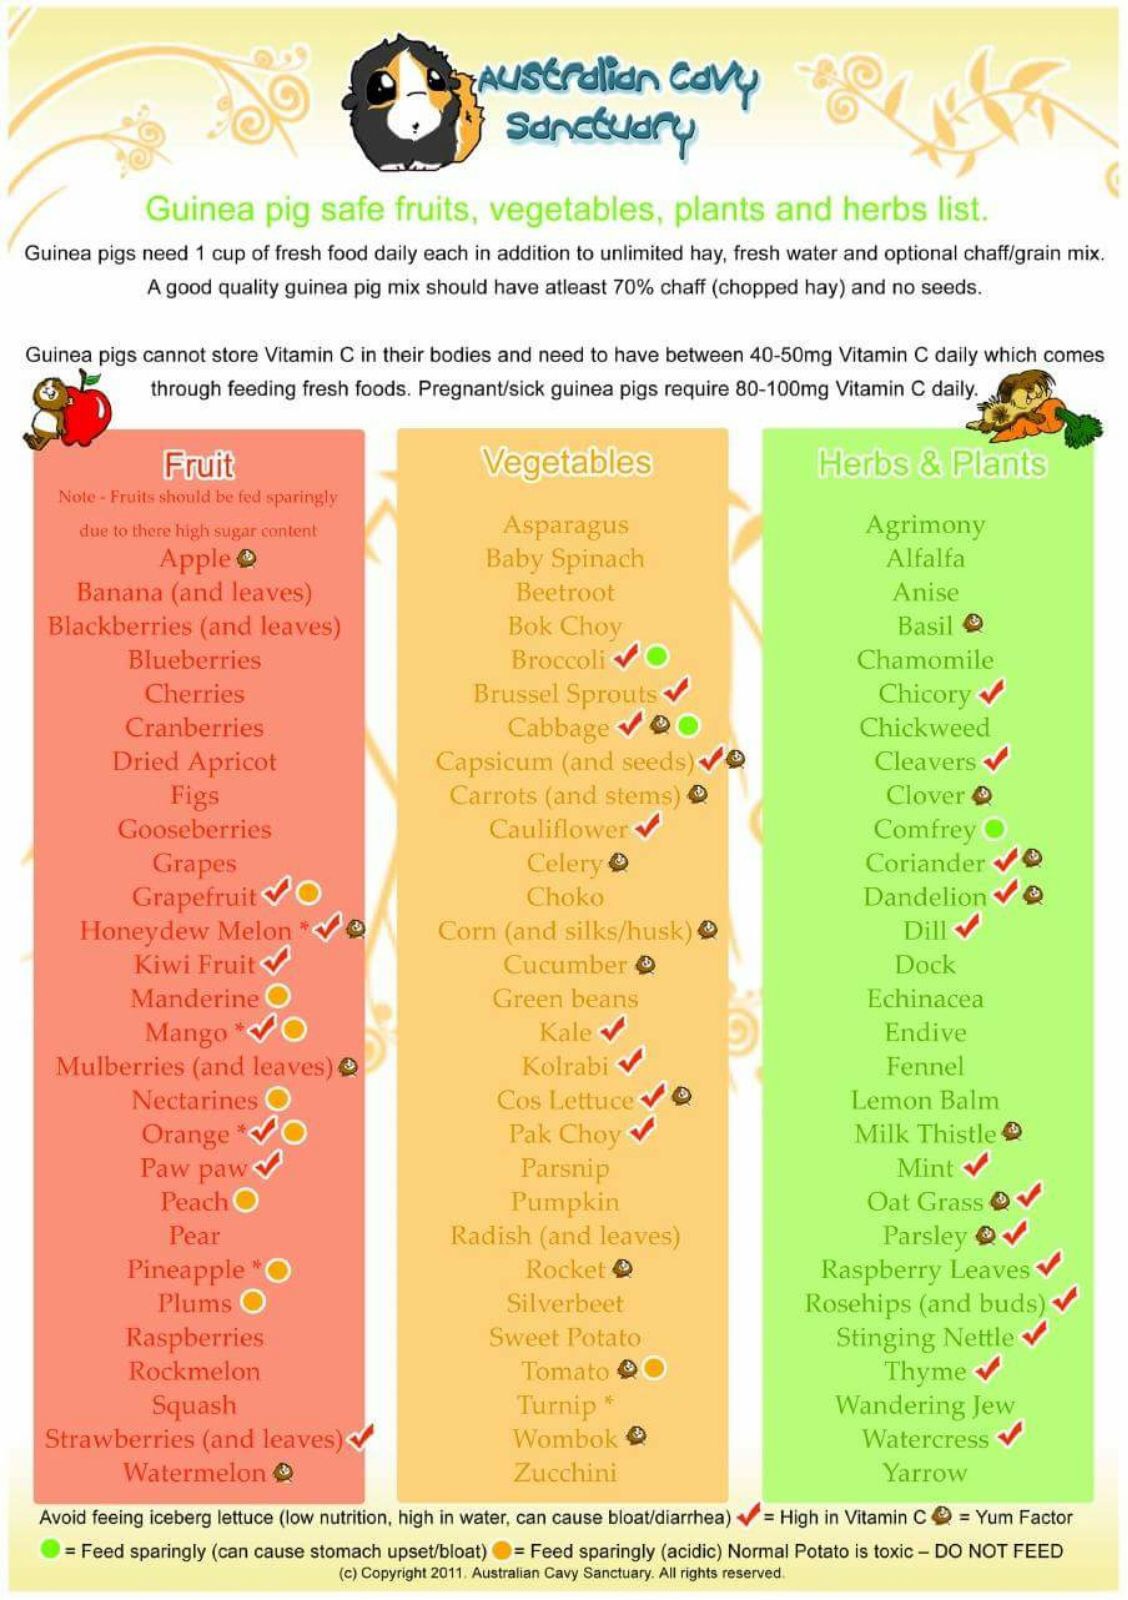 Australian Cavy
Sanctuary
Guinea pig safe fruits, vegetables, plants and herbs list.
Guinea pigs need 1 cup of fresh food daily each in addition to unlimited hay, fresh water and optional chaff/grain mix.
A good quality guinea pig mix should have atleast 70% chaff (chopped hay) and no seeds.
Guinea pigs cannot store Vitamin C in their bodies and need to have between 40-50mg Vitamin C daily which comes
through feeding fresh foods. Pregnant/sick guinea pigs require 80-100mg Vitamin C daily.
Fruit
Note - Fruits should be fed sparingly
due to there high sugar content
Apple
Banana (and leaves)
Blackberries (and leaves)
Blueberries
Cherries
Cranberries
Dried Apricot
Figs
Gooseberries
Grapes
Grapefruit
Honeydew Melon *
Kiwi Fruit
Manderine
Mango *
Mulberries (and leaves)
Nectarines
Orange *
Paw paw
Peach
Pear
Pineapple *
Plums
Raspberries
Rockmelon
Squash
Strawberries (and leaves)
Watermelon
Vegetables
Asparagus
Baby Spinach
Beetroot
Bok Choy
Broccoli
Brussel Sprouts
Cabbage
Capsicum (and seeds)
Carrots (and stems)
Cauliflower
Celery
Choko
Corn (and silks/husk)
Cucumber
Green beans
Kale
Kolrabi
Cos Lettuce
Pak Choy
Parsnip
Pumpkin
Radish (and leaves)
Rocket
Silverbeet
Sweet Potato
Tomato
Turnip *
Wombok
Zucchini
Herbs & Plants
Agrimony
Alfalfa
Anise
Basil
Chamomile
Chicory
Chickweed
Cleavers
Clover
Comfrey
Coriander
Dandelion
Dill
Dock
Echinacea
Endive
Fennel
Lemon Balm
Milk Thistle
Mint
Oat Grass
Parsley
Raspberry Leaves
Rosehips (and buds)
Stinging Nettle
Thyme
Wandering Jew
Watercress
Yarrow
Avoid feeing iceberg lettuce (low nutrition, high in water, can cause bloat/diarrhea) = High in Vitamin C = Yum Factor
= Feed sparingly (can cause stomach upset/bloat) = Feed sparingly (acidic) Normal Potato is toxic – DO NOT FEED
(c) Copyright 2011. Australian Cavy Sanctuary. All rights reserved.